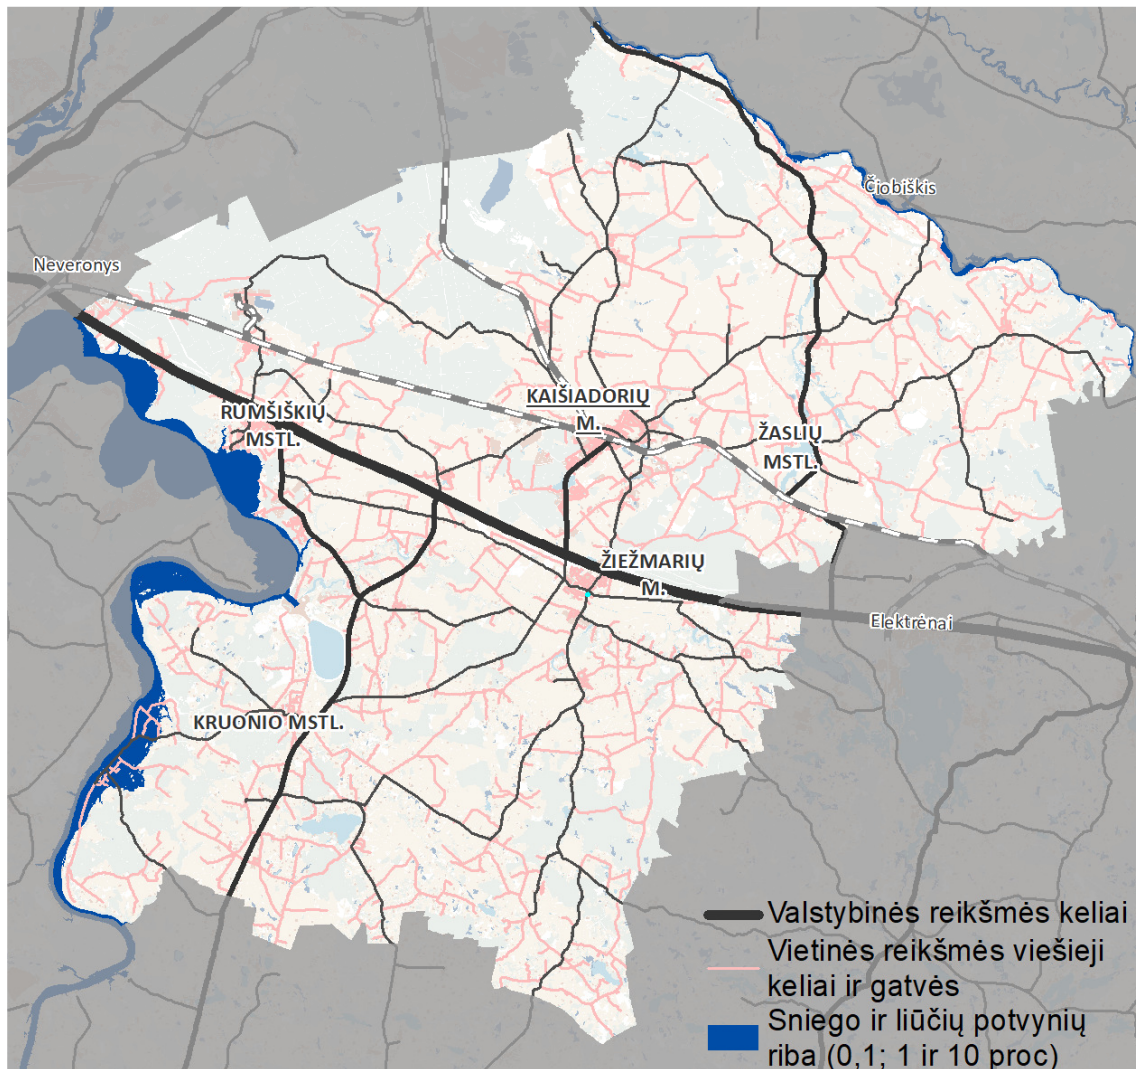 Čiobiškis
Neveronys
KAIŠIADORIŲ
M.
RUMŠIŠKIŲ
MSTL.
ŽASLIŲ
MSTL.
ŽIEŽMARIŲ
M.
Elektrėnai
KRUONIO MSTL.
Valstybinės reikšmės keliai
Vietinės reikšmės viešieji
keliai ir gatvės
Sniego ir liūčių potvynių
riba (0,1; 1 ir 10 proc)